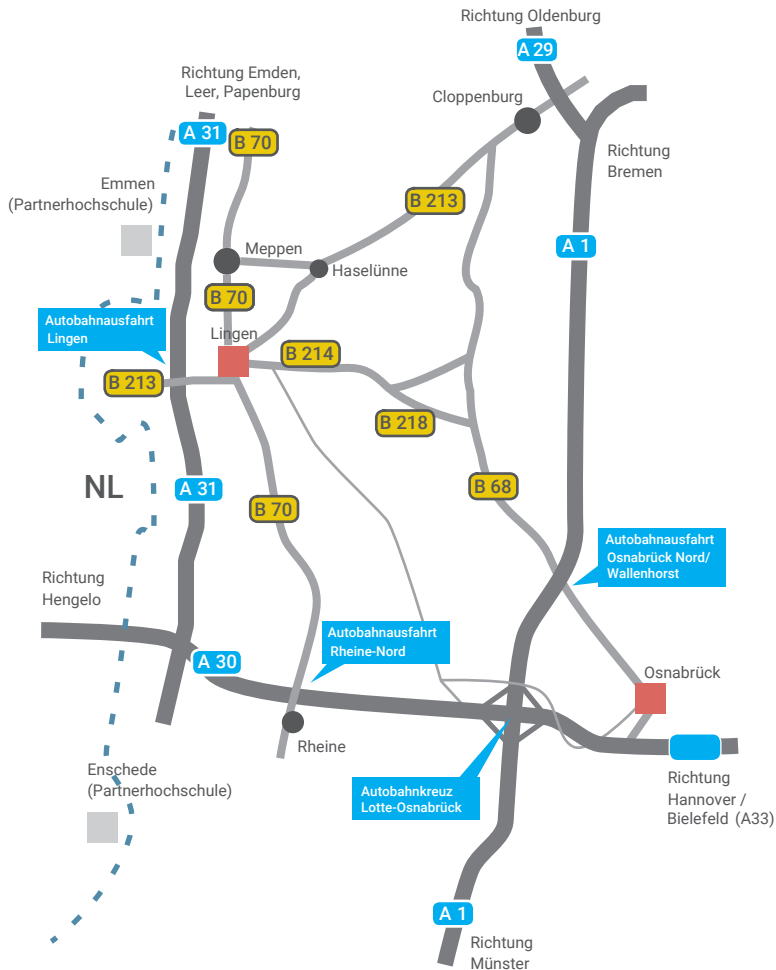 Richtung Oldenburg
A 29
Richtung Emden,
Leer, Papenburg
Cloppenburg
A 31
B 70
Richtung
Bremen
Emmen
(Partnerhochschule)
B 213
A 1
Meppen
Haselünne
B 70
Autobahnausfahrt
Lingen
Lingen
B 214
B 213
B 218
NL
A 31
B 68
B 70
Autobahnausfahrt
Osnabrück Nord/
Wallenhorst
Richtung
Hengelo
Autobahnausfahrt
Rheine-Nord
A 30
Osnabrück
Rheine
Enschede
(Partnerhochschule)
Autobahnkreuz
Lotte-Osnabrück
Richtung
Hannover /
Bielefeld (A33)
A 1
Richtung
Münster